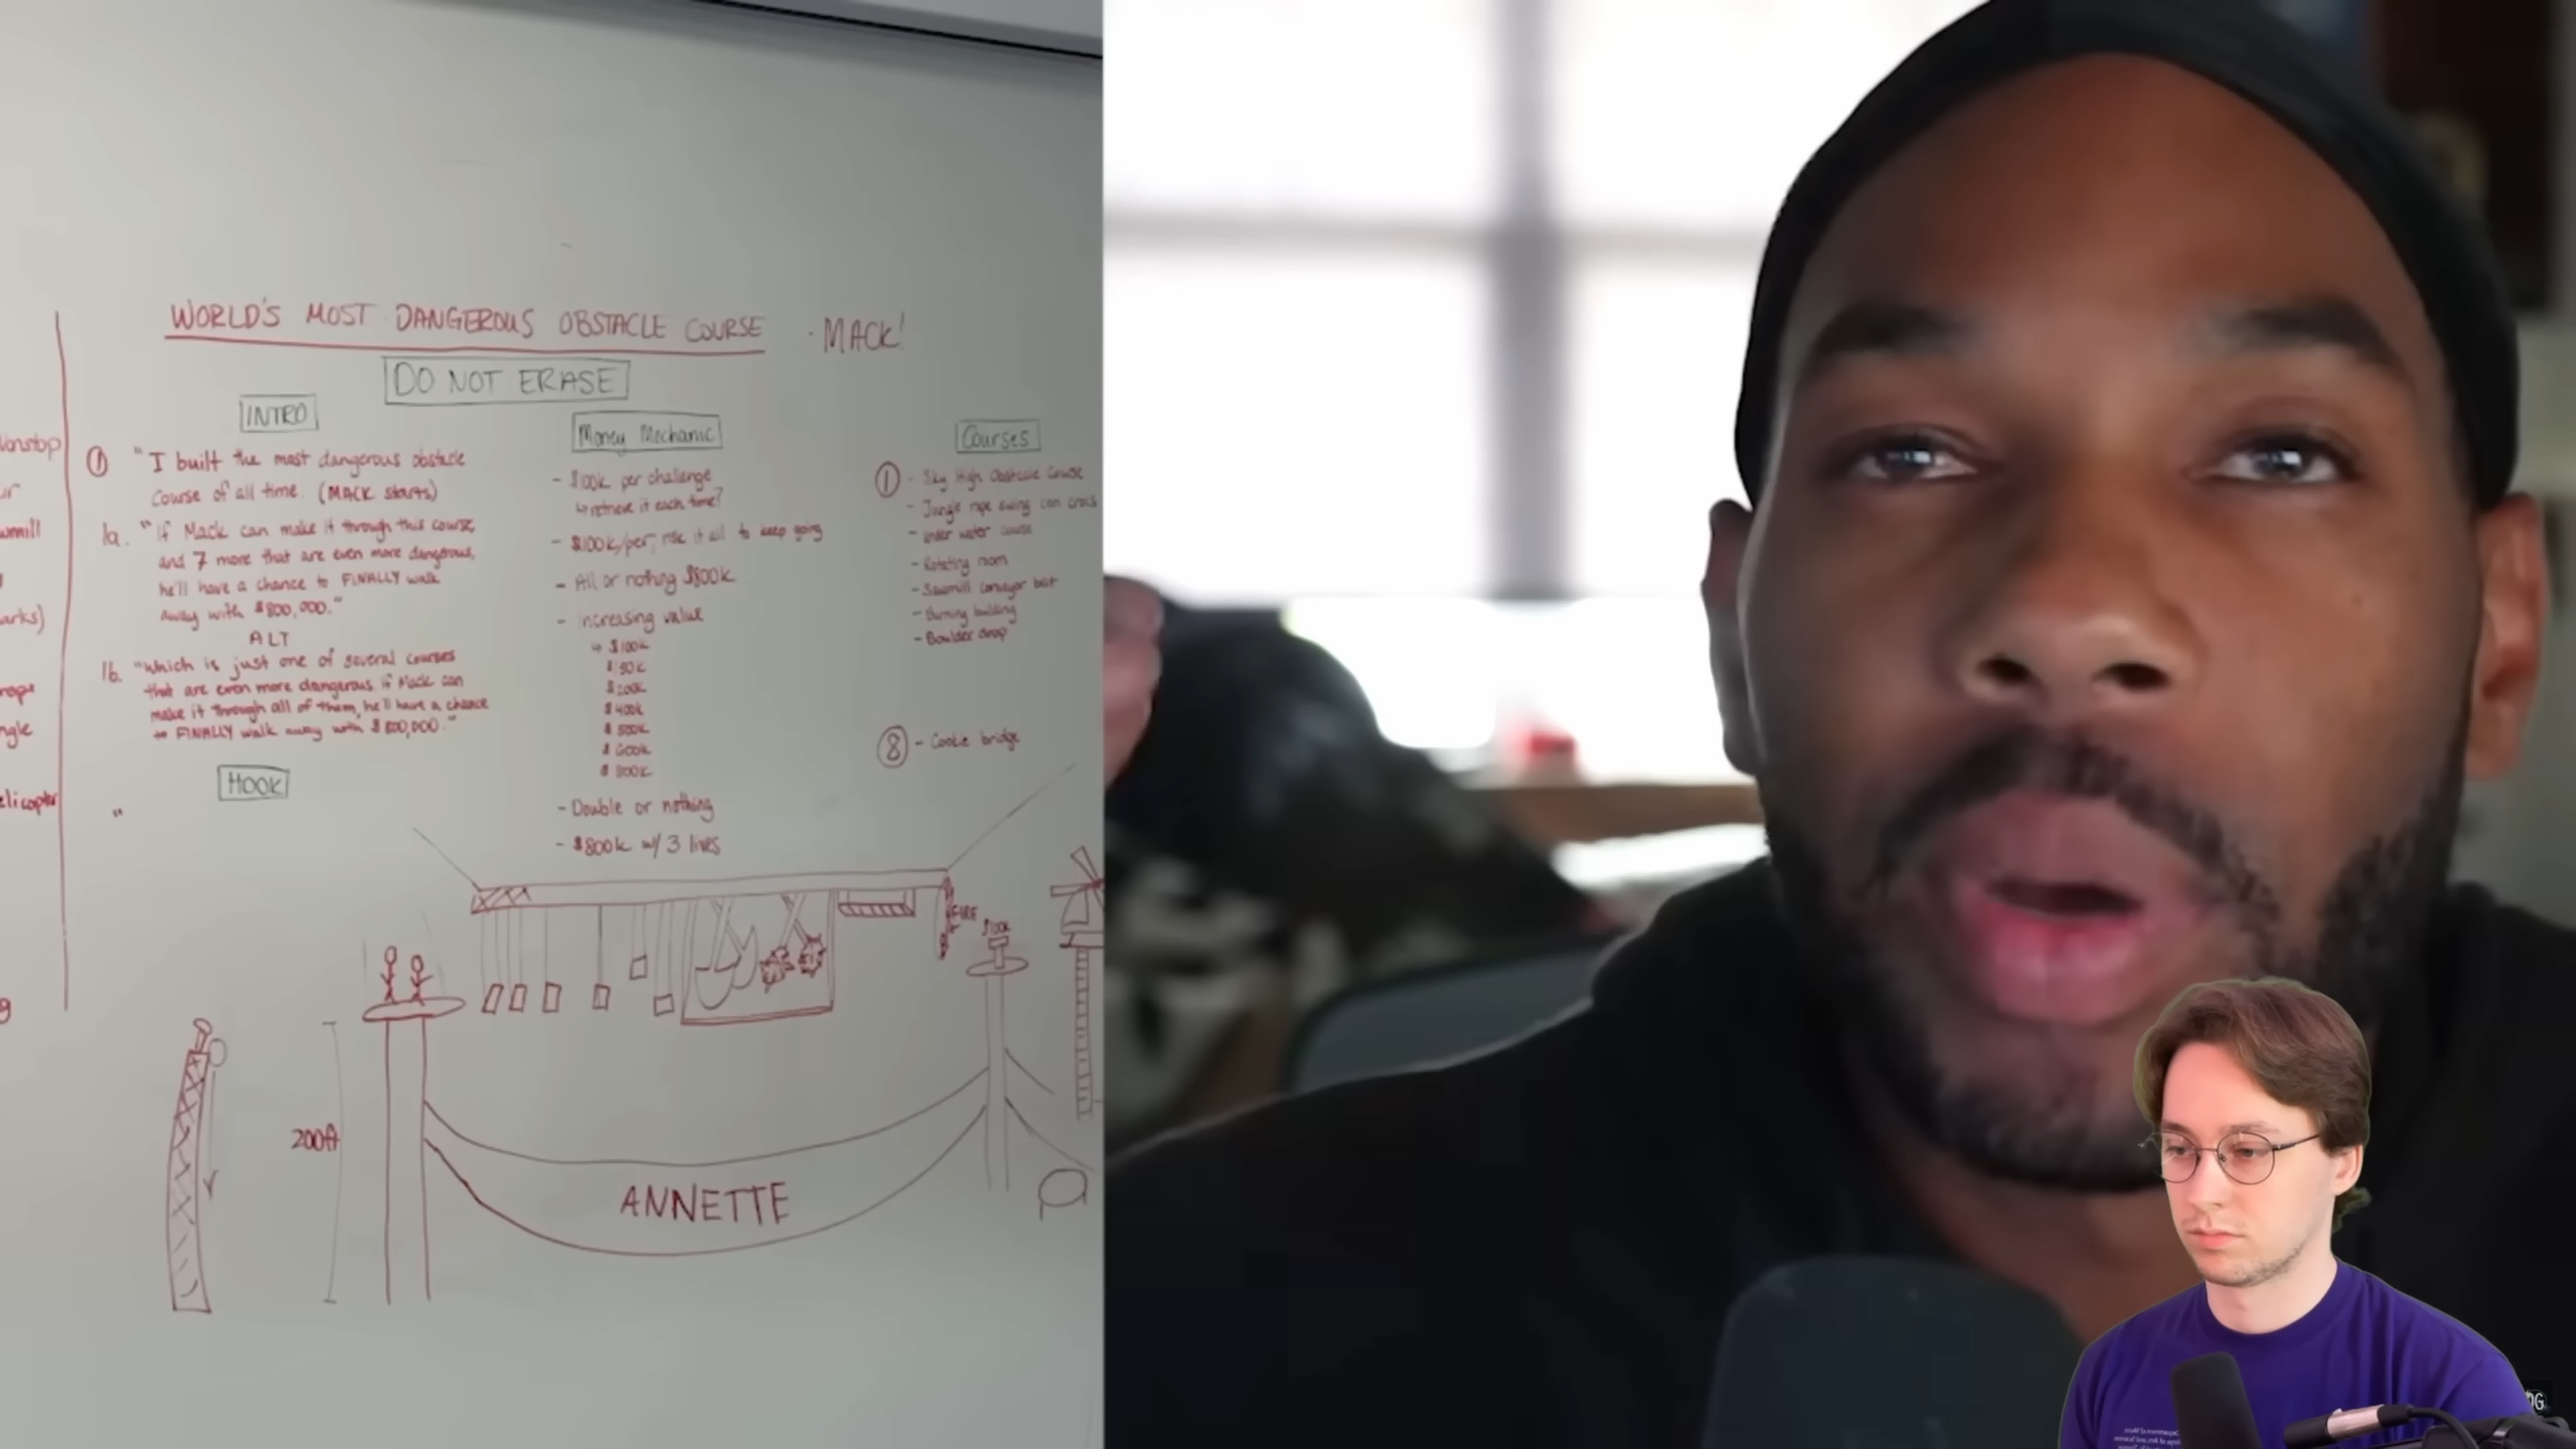 WORLD'S MOST DANGEROUS OBSTACLE COURSE
· MACK!
DO NOT ERASE
INTRO
① "I built the most dangerous obstacle
course of all time. (MACK starts)
1a. "If Mack can make it through this course,
and 7 more that are even more dangerous,
he'll have a chance to FINALLY walk
away with $800,000."
ALT
1b. "Which is just one of several courses
that are even more dangerous. If Mack can
make it through all of them, he'll have a chance
to FINALLY walk away with $800,000."
HOOK
"
Money Mechanic
- $100k per challenge
↳ retrieve it each time?
- $100k/per, risk it all to keep going
- All or nothing $800k
- increasing value
↳ $100k
$200k
$400k
$500k
$600k
$800k
- Double or nothing
- $800k w/ 3 lives
Courses
① - Sky High Obstacle Course
- Jungle rope swing
- Under water course
- Rotating room
- Sawmill conveyor belt
- Burning building
- Boulder drop
⑧ - Cookie bridge
FIRE
$100k
200ft
ANNETTE